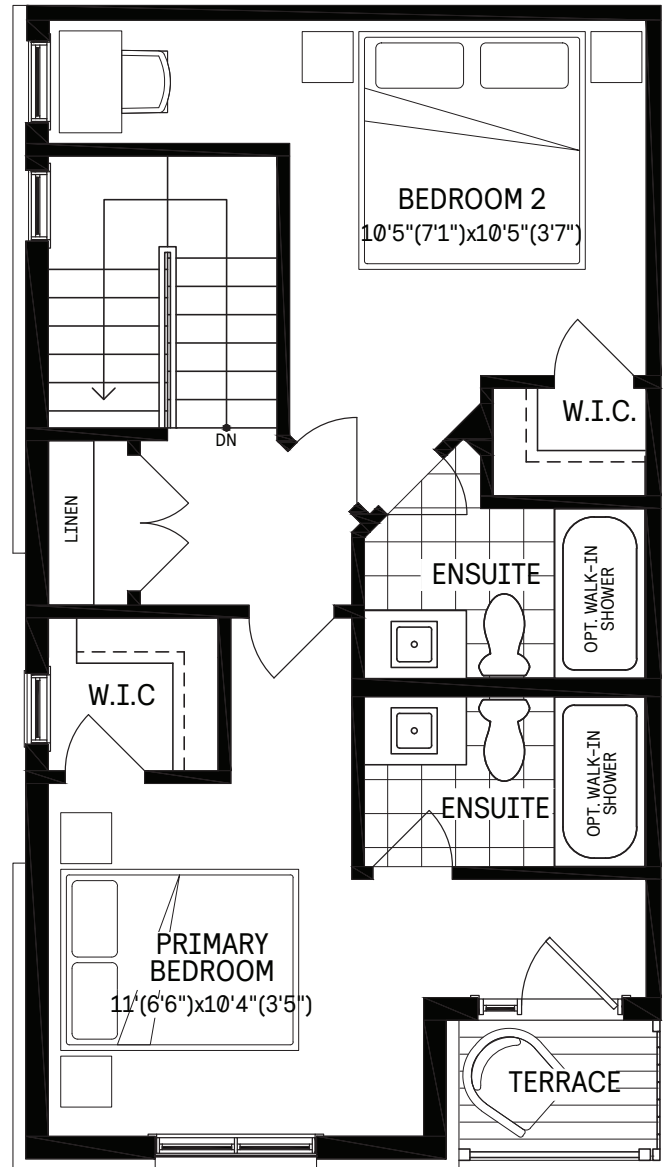 BEDROOM 2
10'5"(7'1")x10'5"(3'7")
W.I.C.
DN
LINEN
ENSUITE
OPT. WALK-IN
SHOWER
W.I.C
ENSUITE
OPT. WALK-IN
SHOWER
PRIMARY
BEDROOM
11'(6'6")x10'4"(3'5")
TERRACE